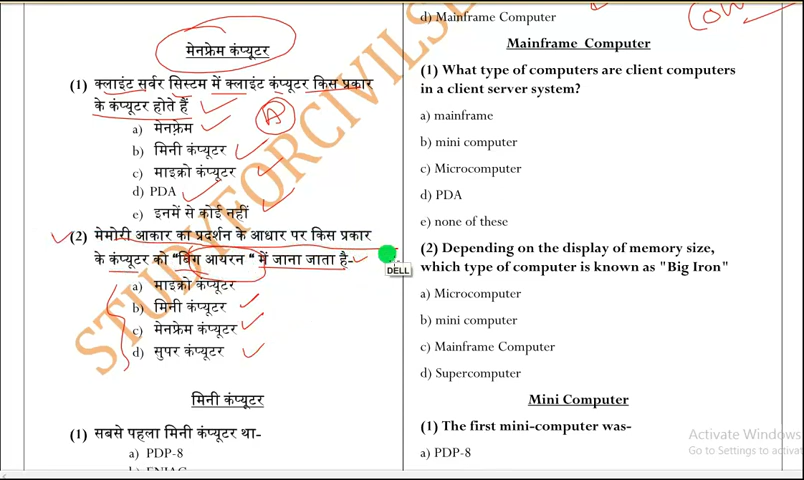 मेनफ्रेम कंप्यूटर
(1) क्लाइंट सर्वर सिस्टम में क्लाइंट कंप्यूटर किस प्रकार
के कंप्यूटर होते हैं
A
a) मेनफ़्रेम
b) मिनी कंप्यूटर
c) माइक्रो कंप्यूटर
d) PDA
e) इनमें से कोई नहीं
(2) मेमोरी आकार का प्रदर्शन के आधार पर किस प्रकार
के कंप्यूटर को "बिग आयरन" में जाना जाता है-
a) माइक्रो कंप्यूटर
b) मिनी कंप्यूटर
c) मेनफ्रेम कंप्यूटर
d) सुपर कंप्यूटर
मिनी कंप्यूटर
(1) सबसे पहला मिनी कंप्यूटर था-
a) PDP-8
b) ENIAC
STUDYFORCIVILSE
DELL
d) Mainframe Computer
Mainframe Computer
(1) What type of computers are client computers
in a client server system?
a) mainframe
b) mini computer
c) Microcomputer
d) PDA
e) none of these
(2) Depending on the display of memory size,
which type of computer is known as "Big Iron"
a) Microcomputer
b) mini computer
c) Mainframe Computer
d) Supercomputer
Mini Computer
(1) The first mini-computer was-
a) PDP-8
Activate Windows
Go to Settings to activat